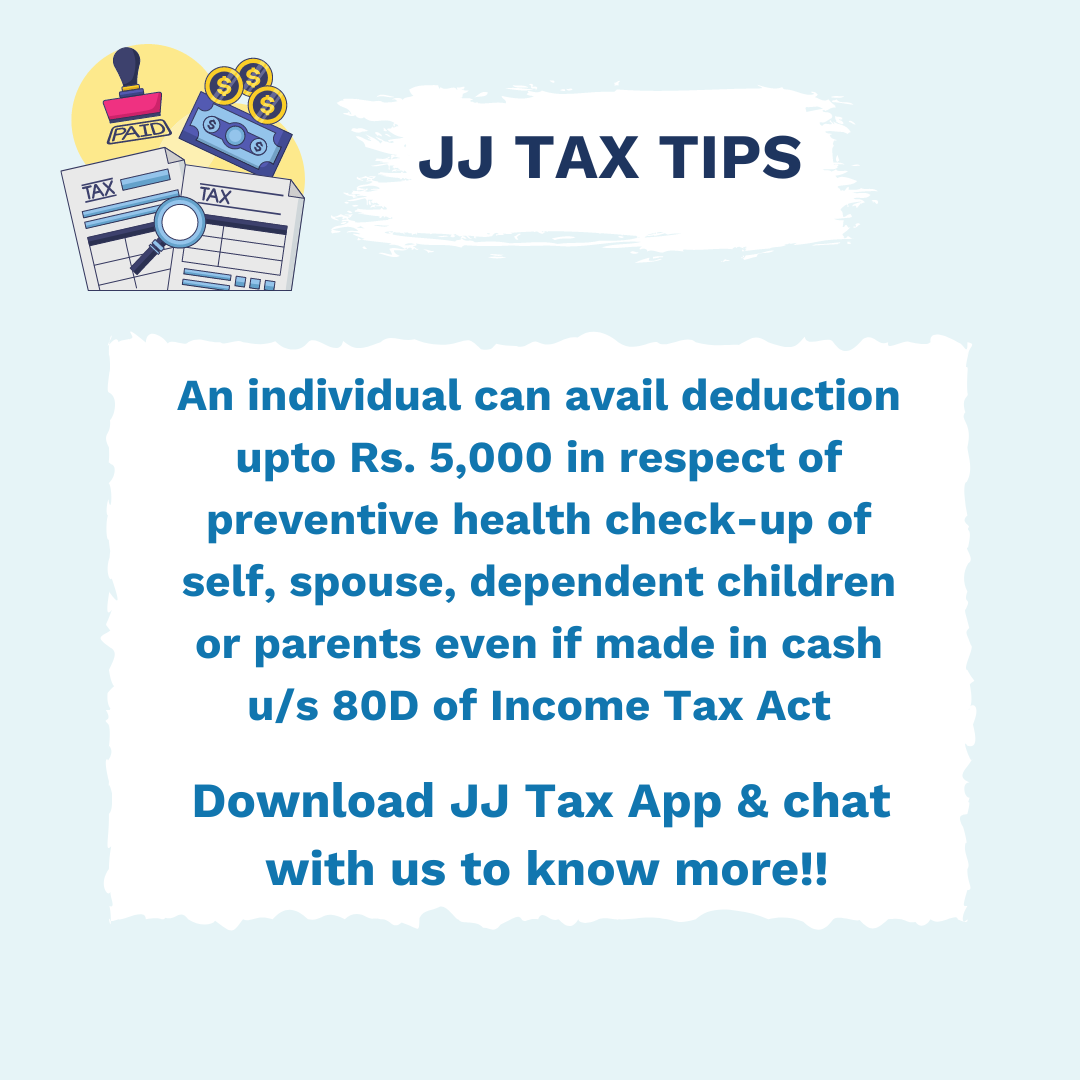 PAID
TAX
TAX
JJ TAX TIPS
An individual can avail deduction
upto Rs. 5,000 in respect of
preventive health check-up of
self, spouse, dependent children
or parents even if made in cash
u/s 80D of Income Tax Act
Download JJ Tax App & chat
with us to know more!!